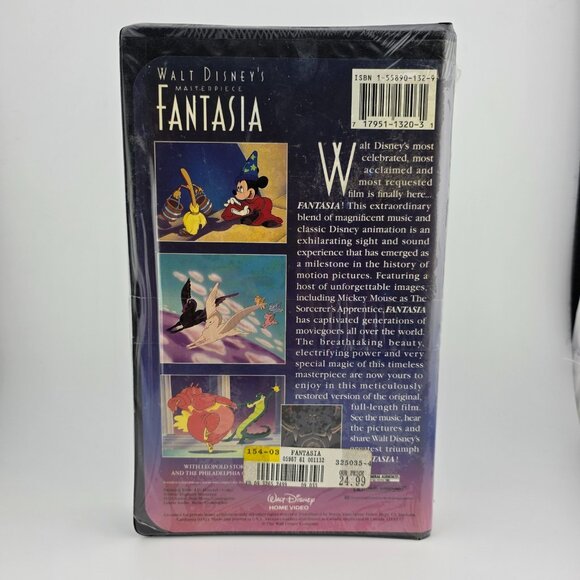 WALT DISNEY'S
MASTERPIECE
FANTASIA
ISBN 1-55890-132-9
7 17951-1320-3 1
Walt Disney's most
celebrated, most
acclaimed and
most requested
film is finally here...
FANTASIA! This extraordinary
blend of magnificent music and
classic Disney animation is an
exhilarating sight and sound
experience that has emerged as
a milestone in the history of
motion pictures. Featuring a
host of unforgettable images,
including Mickey Mouse as The
Sorcerer's Apprentice, FANTASIA
has captivated generations of
moviegoers all over the world.
The breathtaking beauty,
electrifying power and very
special magic of this timeless
masterpiece are now yours to
enjoy in this meticulously
restored version of the original,
full-length film.
See the music, hear
the pictures and
share Walt Disney's
greatest triumph
154-03
FANTASIA
05967 61 001132
325035-4
OUR PRICE
24.99
WITH LEOPOLD
AND THE PHILADELPHIA
Walt Disney
HOME VIDEO